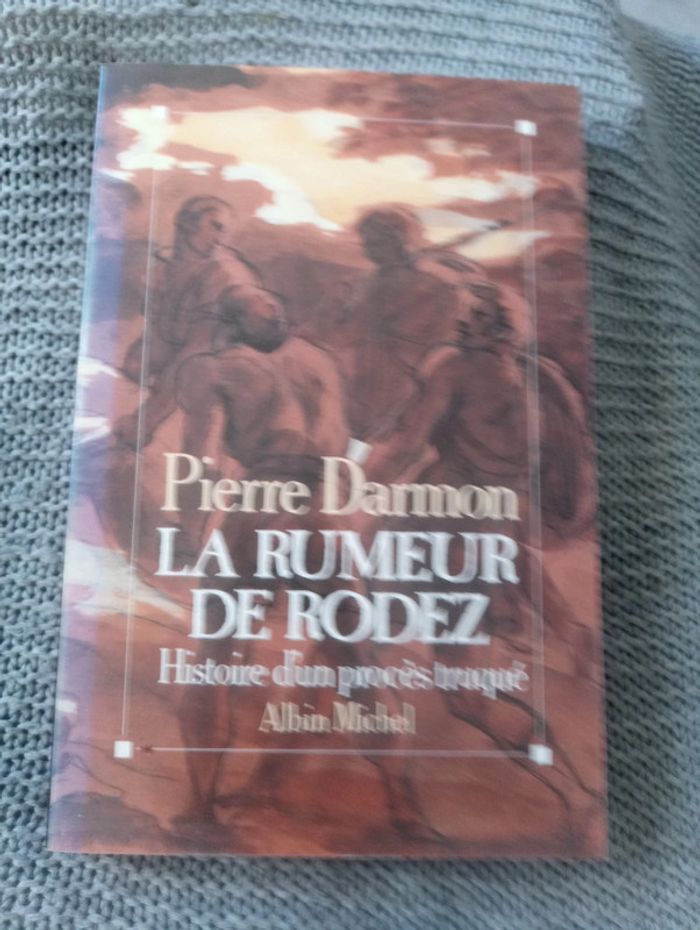 Pierre Darmon
LA RUMEUR
DE RODEZ
Histoire d'un procès truqué
Albin Michel